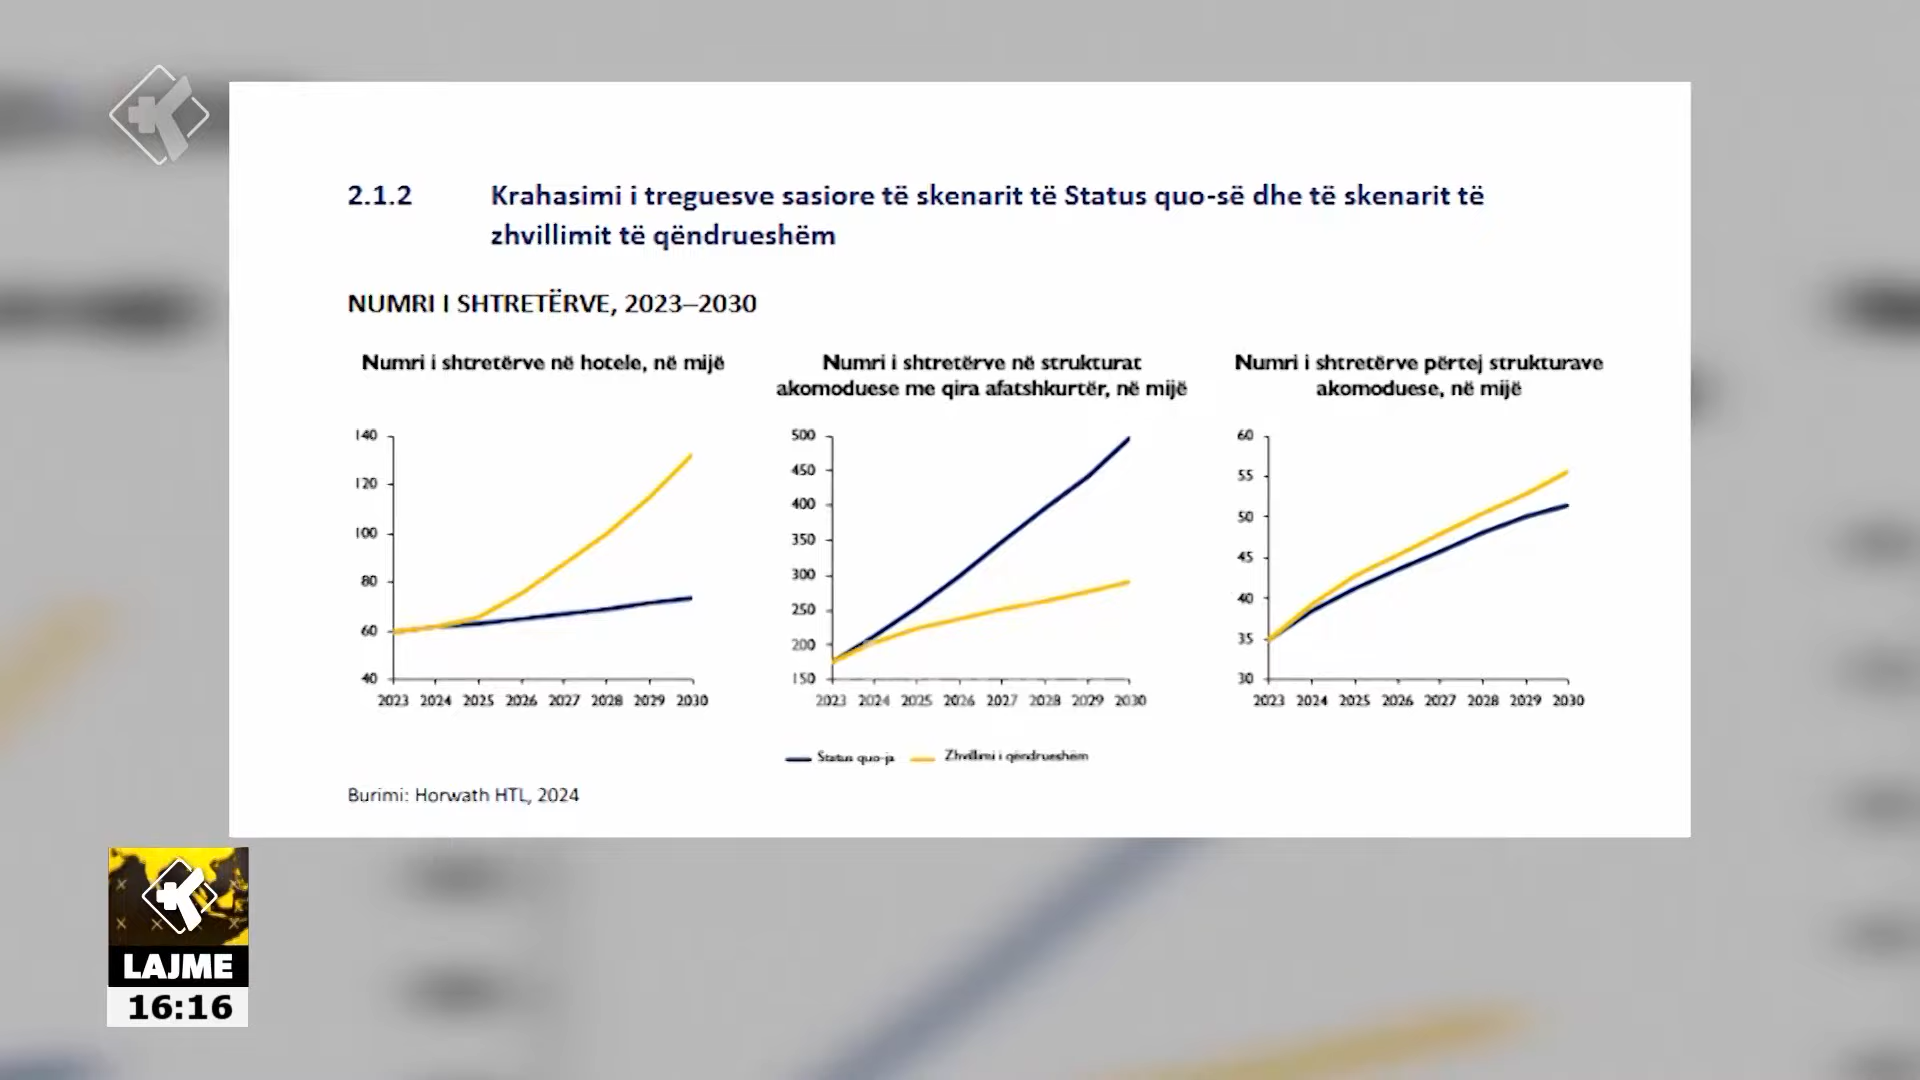 2.1.2 Krahasimi i treguesve sasiore të skenarit të Status quo-së dhe të skenarit të
zhvillimit të qëndrueshëm
NUMRI I SHTRETËRVE, 2023–2030
Numri i shtretërve në hotele, në mijë
140
120
100
80
60
40
2023 2024 2025 2026 2027 2028 2029 2030
Numri i shtretërve në strukturat
akomoduese me qira afatshkurtër, në mijë
500
450
400
350
300
250
200
150
2023 2024 2025 2026 2027 2028 2029 2030
Numri i shtretërve përtej strukturave
akomoduese, në mijë
60
55
50
45
40
35
30
2023 2024 2025 2026 2027 2028 2029 2030
Status quo-ja Zhvillimi i qëndrueshëm
Burimi: Horwath HTL, 2024
LAJME
16:16